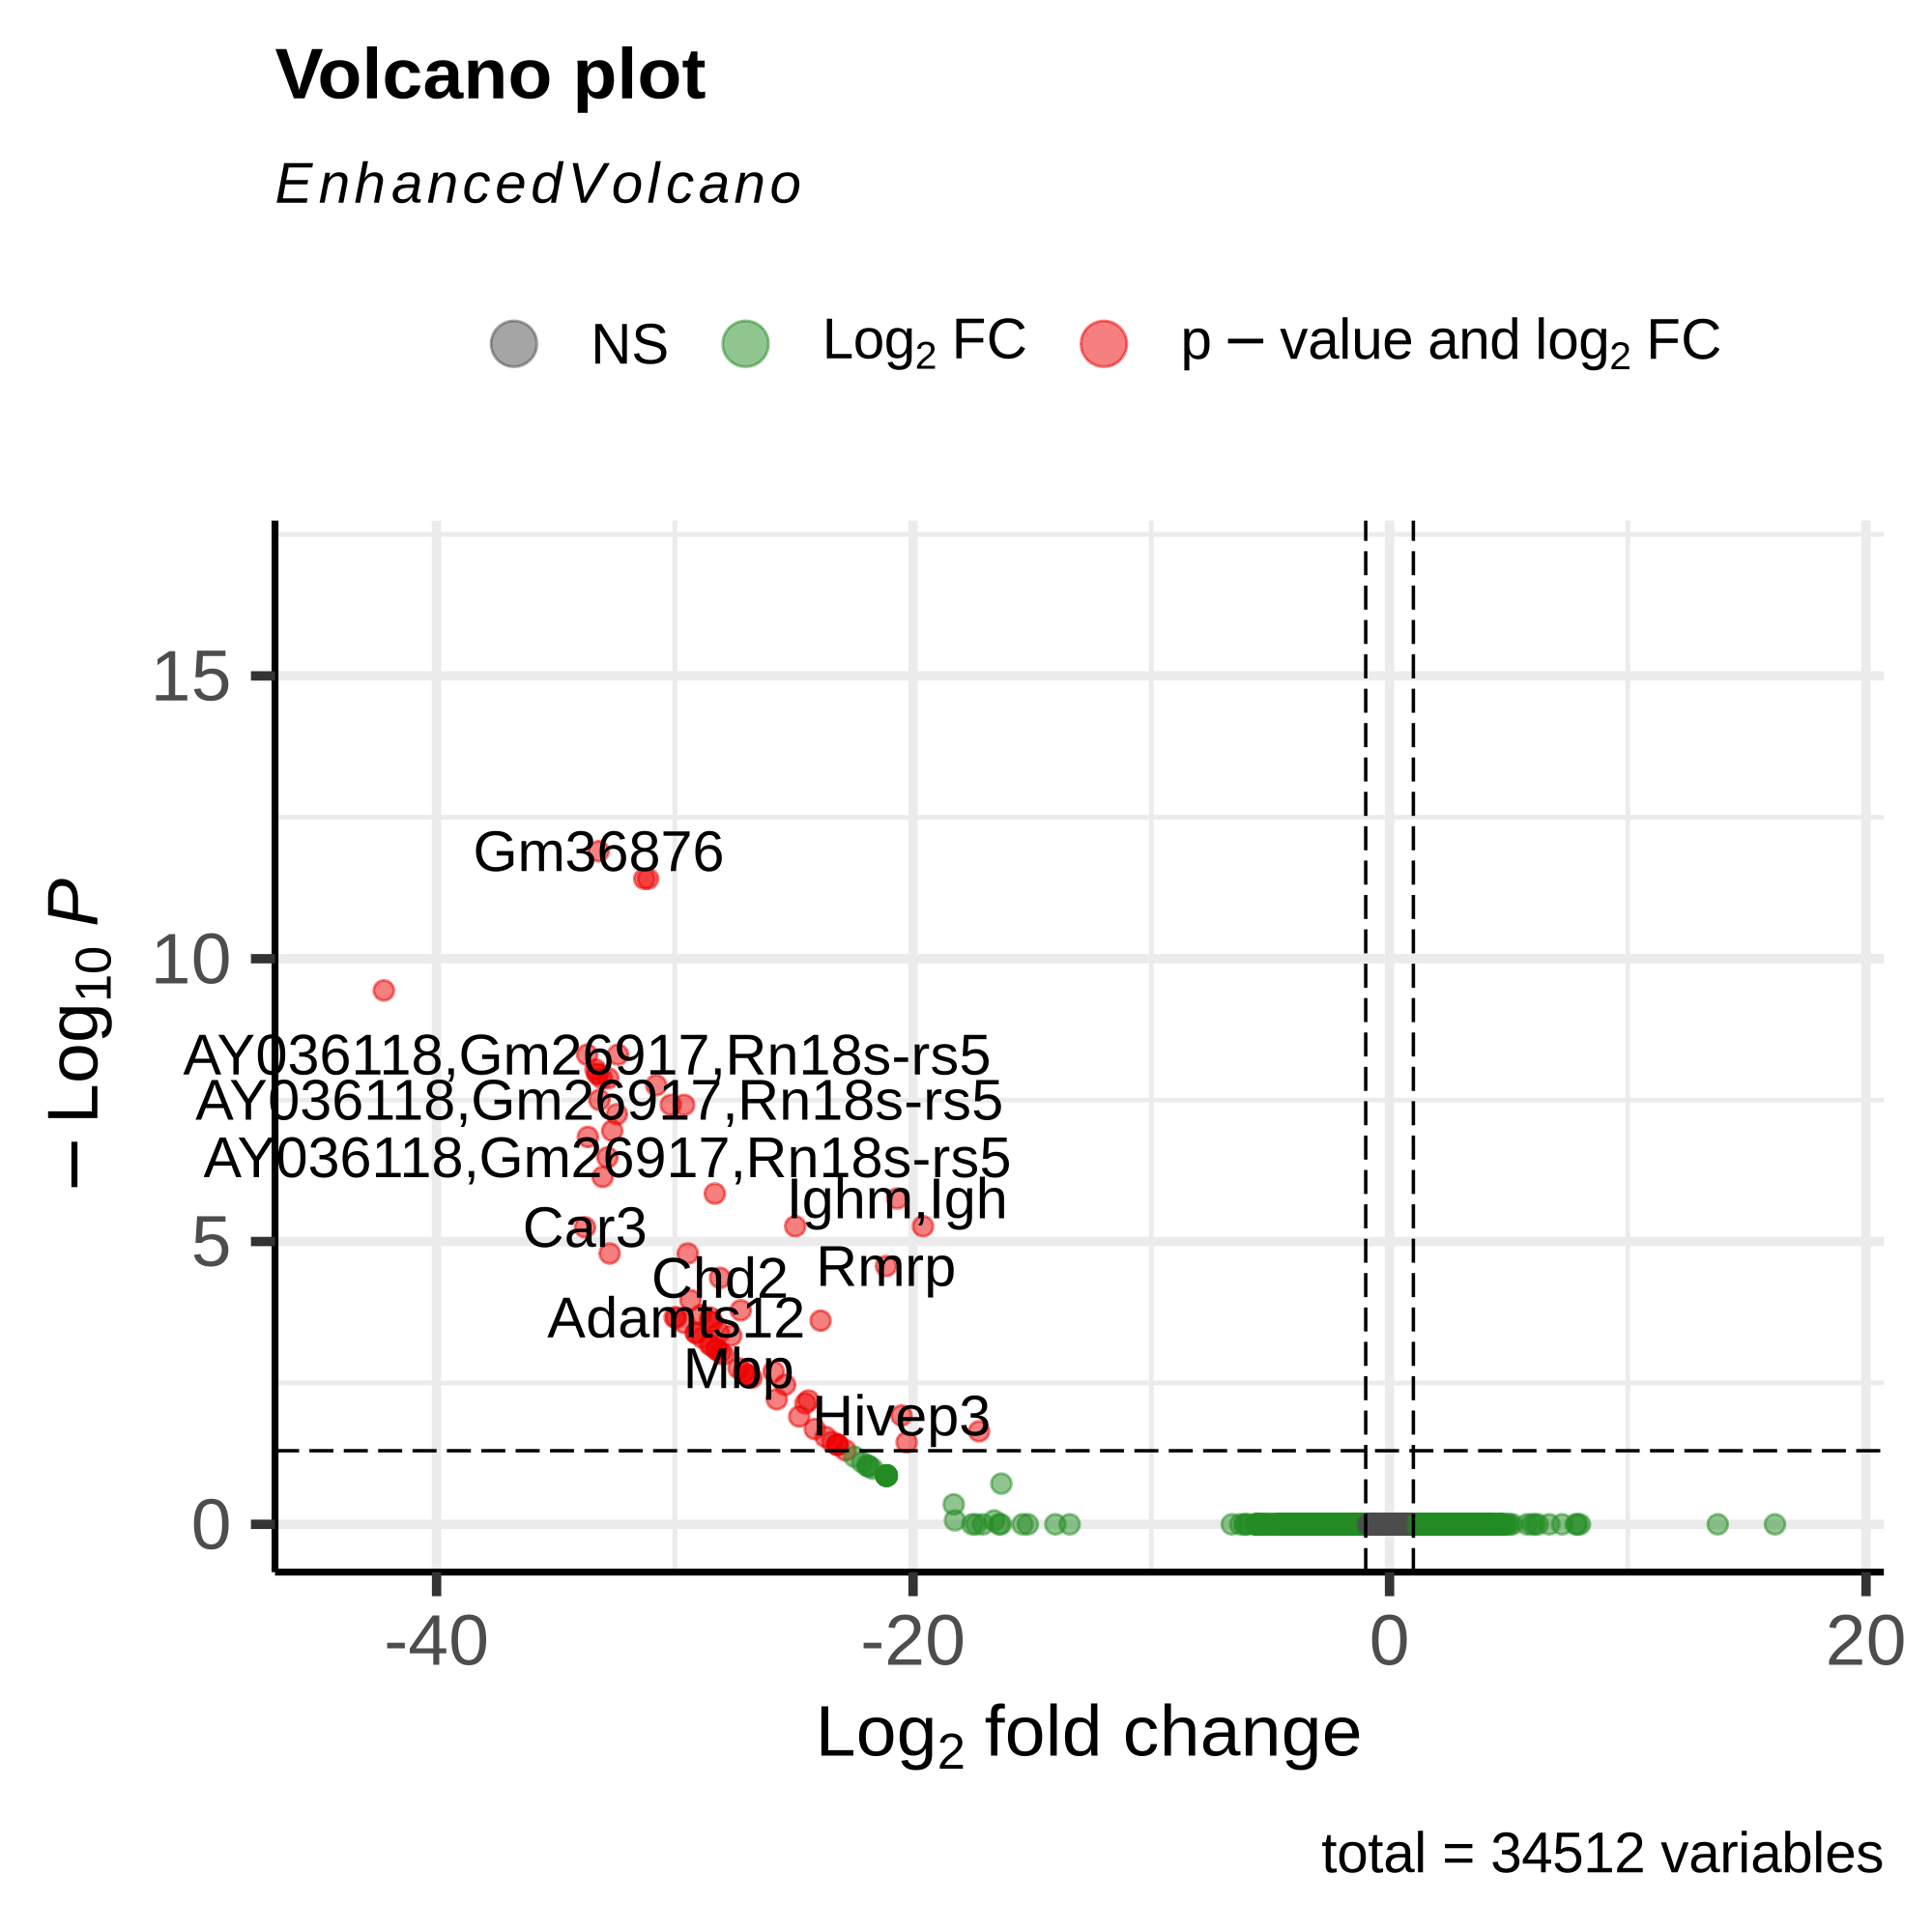 Volcano plot
EnhancedVolcano
NS
Log₂ FC
p − value and log₂ FC
− Log₁₀ P
15
10
5
0
Gm36876
AY036118,Gm26917,Rn18s-rs5
AY036118,Gm26917,Rn18s-rs5
AY036118,Gm26917,Rn18s-rs5
Ighm,Igh
Car3
Rmrp
Chd2
Adamts12
Mbp
Hivep3
-40
-20
0
20
Log₂ fold change
total = 34512 variables